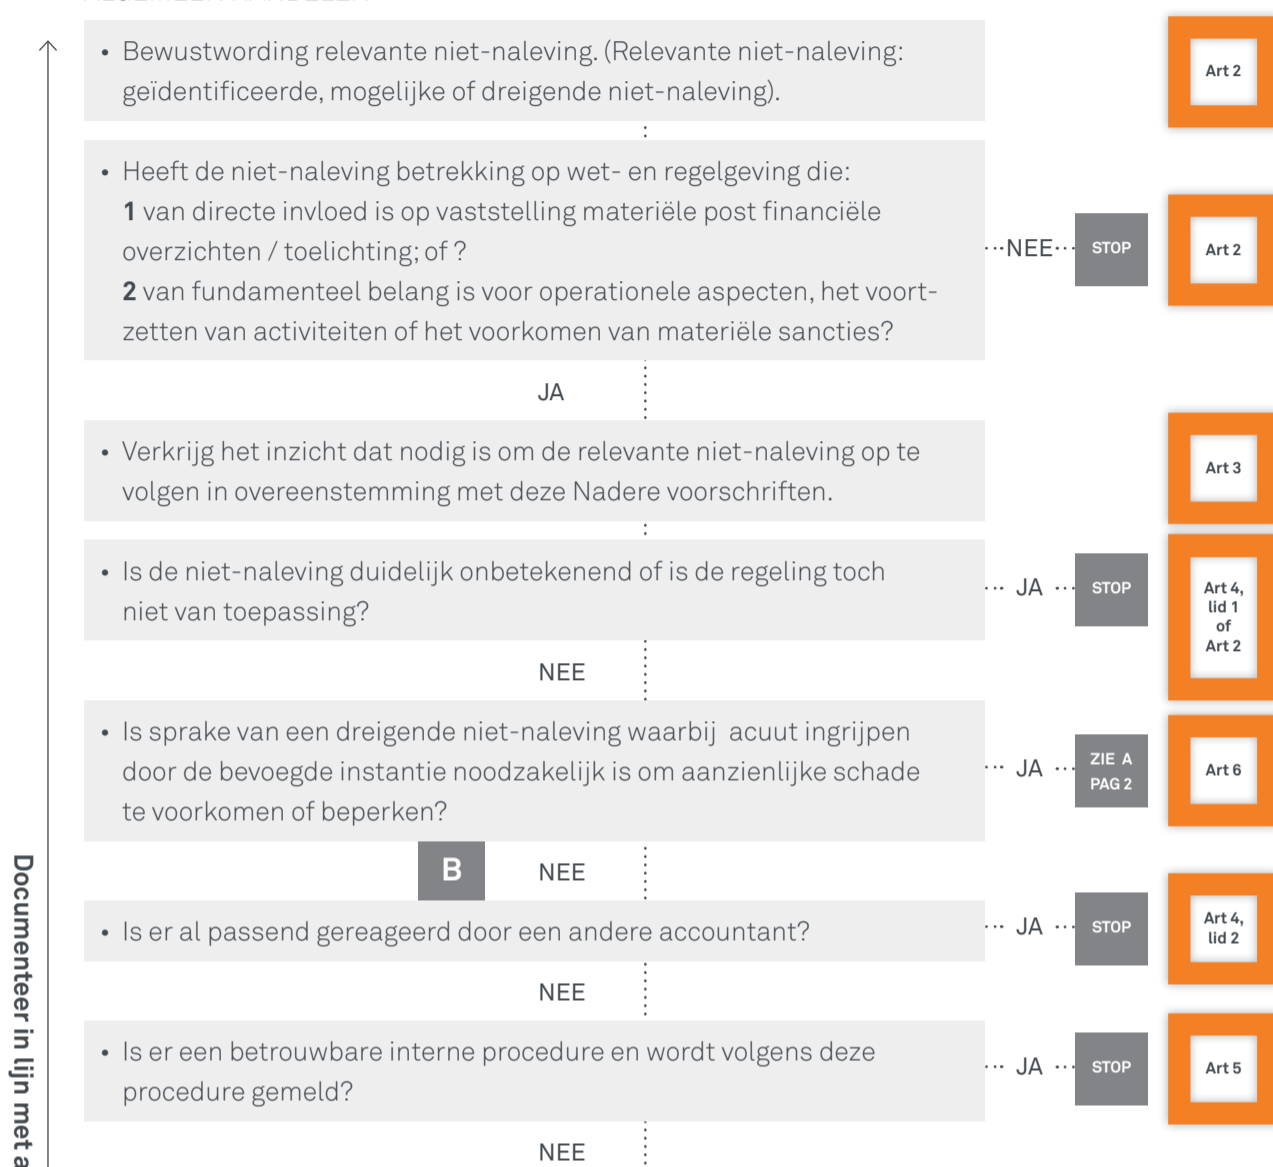 • Bewustwording relevante niet-naleving. (Relevante niet-naleving:
geïdentificeerde, mogelijke of dreigende niet-naleving).
Art 2
• Heeft de niet-naleving betrekking op wet- en regelgeving die:
1 van directe invloed is op vaststelling materiële post financiële
overzichten / toelichting; of ?
2 van fundamenteel belang is voor operationele aspecten, het voort-
zetten van activiteiten of het voorkomen van materiële sancties?
NEE
STOP
Art 2
JA
• Verkrijg het inzicht dat nodig is om de relevante niet-naleving op te
volgen in overeenstemming met deze Nadere voorschriften.
Art 3
• Is de niet-naleving duidelijk onbetekenend of is de regeling toch
niet van toepassing?
JA
STOP
Art 4,
lid 1
of
Art 2
NEE
• Is sprake van een dreigende niet-naleving waarbij acuut ingrijpen
door de bevoegde instantie noodzakelijk is om aanzienlijke schade
te voorkomen of beperken?
JA
ZIE A
PAG 2
Art 6
B
NEE
• Is er al passend gereageerd door een andere accountant?
JA
STOP
Art 4,
lid 2
NEE
• Is er een betrouwbare interne procedure en wordt volgens deze
procedure gemeld?
JA
STOP
Art 5
NEE
Documenteer in lijn met